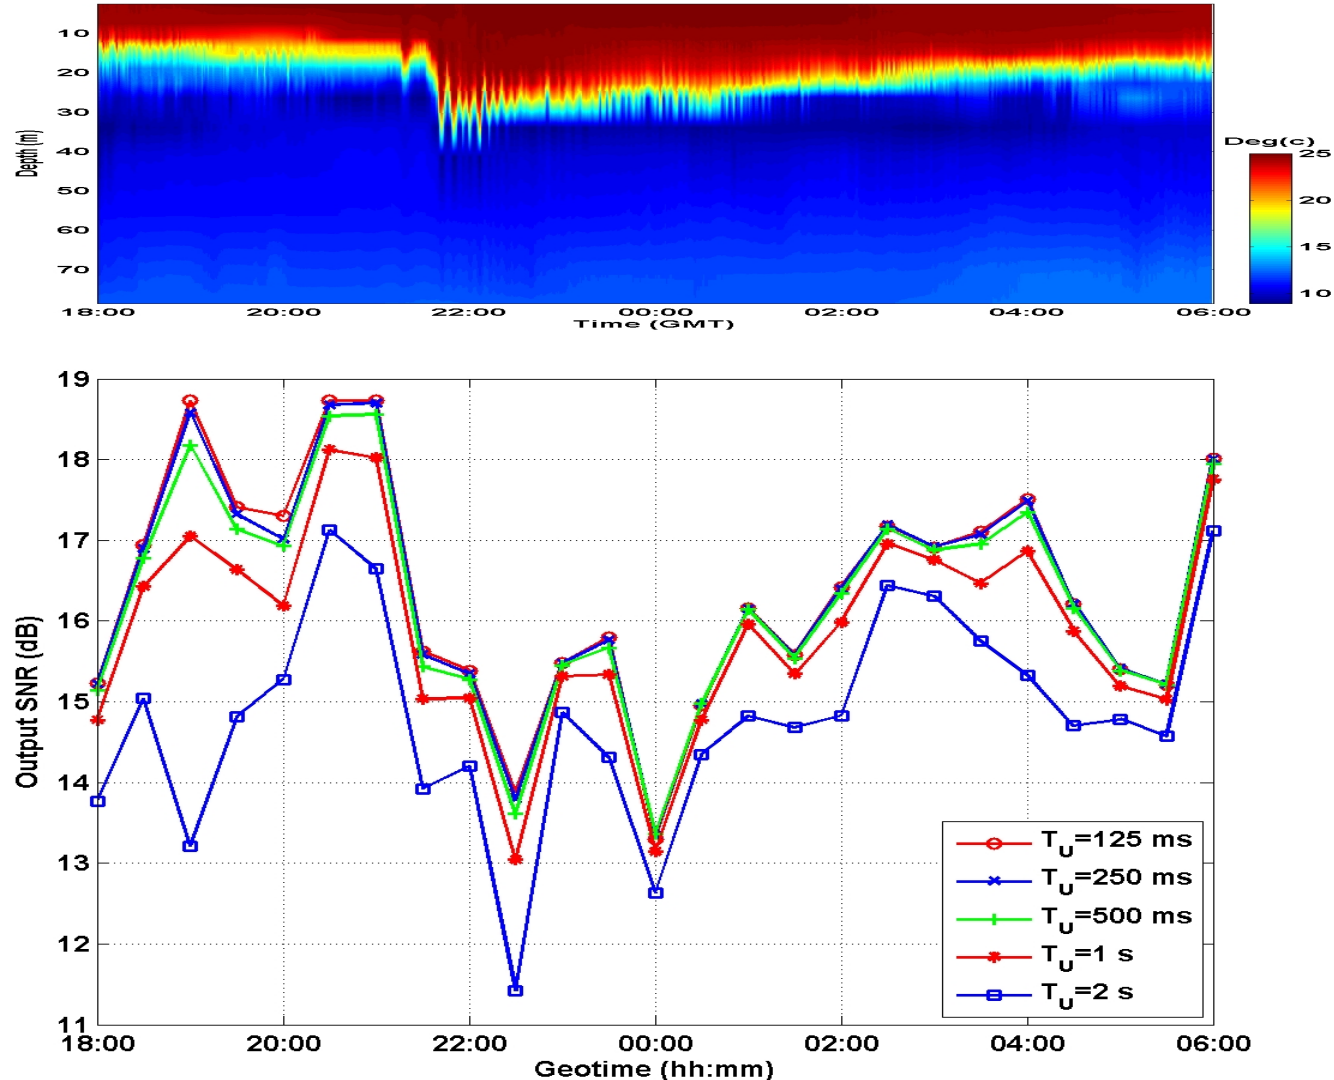 10
20
30
40
50
60
70
Depth (m)
18:00 20:00 22:00 00:00 02:00 04:00 06:00
Time (GMT)
Deg(c)
25
20
15
10
19
18
17
16
15
14
13
12
11
Output SNR (dB)
18:00 20:00 22:00 00:00 02:00 04:00 06:00
Geotime (hh:mm)
T_U=125 ms
T_U=250 ms
T_U=500 ms
T_U=1 s
T_U=2 s